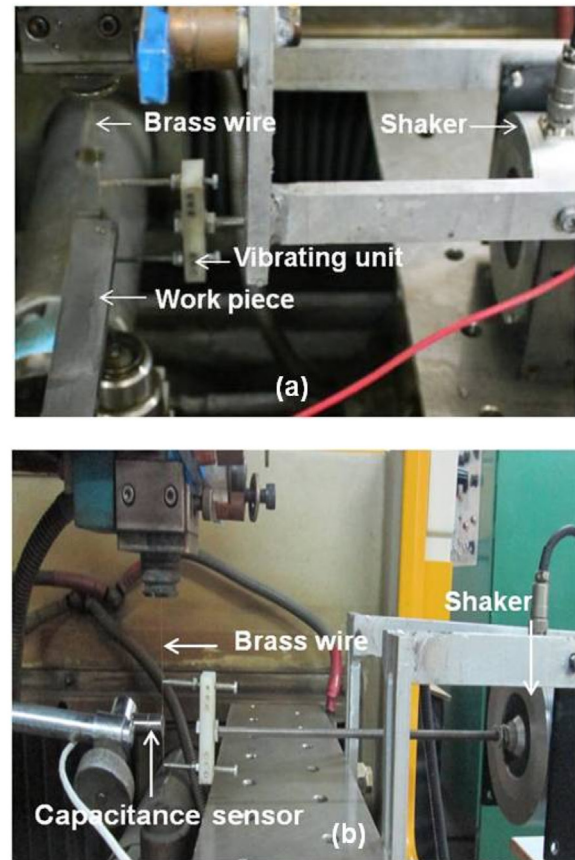 Brass wire
Shaker
Vibrating unit
Work piece
(a)
Shaker
Brass wire
Capacitance sensor
(b)